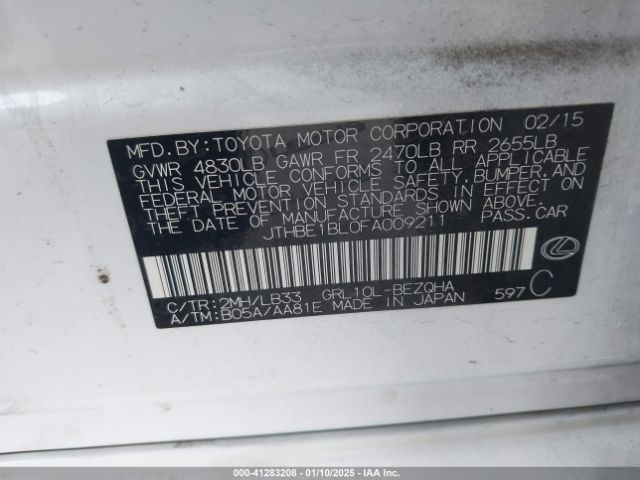 MFD. BY: TOYOTA MOTOR CORPORATION 02/15
GVWR 4830LB GAWR FR 2470LB RR 2655LB
THIS VEHICLE CONFORMS TO ALL APPLICABLE
FEDERAL MOTOR VEHICLE SAFETY, BUMPER, AND
THEFT PREVENTION STANDARDS IN EFFECT ON
THE DATE OF MANUFACTURE SHOWN ABOVE.
JTHBE1BL0FA009211 PASS.CAR
C/TR: 2MH/LB33 GRL10L-BEZQHA 597 C
A/TM: B05A/AA81E MADE IN JAPAN
000-41283208 - 01/10/2025 - IAA Inc.